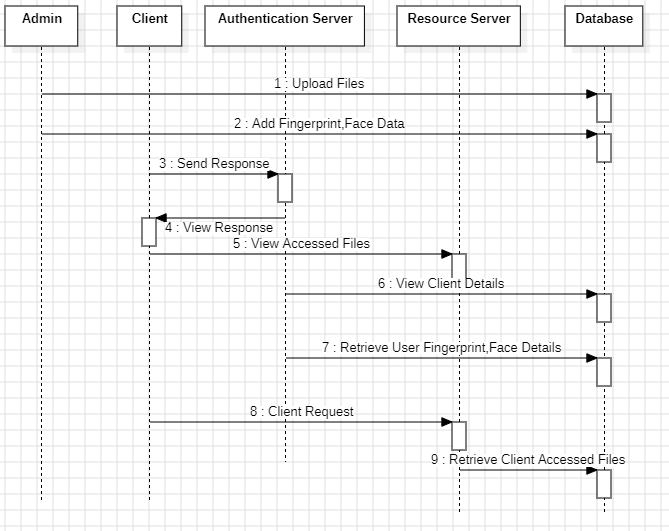 Admin
Client
Authentication Server
Resource Server
Database
1 : Upload Files
2 : Add Fingerprint,Face Data
3 : Send Response
4 : View Response
5 : View Accessed Files
6 : View Client Details
7 : Retrieve User Fingerprint,Face Details
8 : Client Request
9 : Retrieve Client Accessed Files